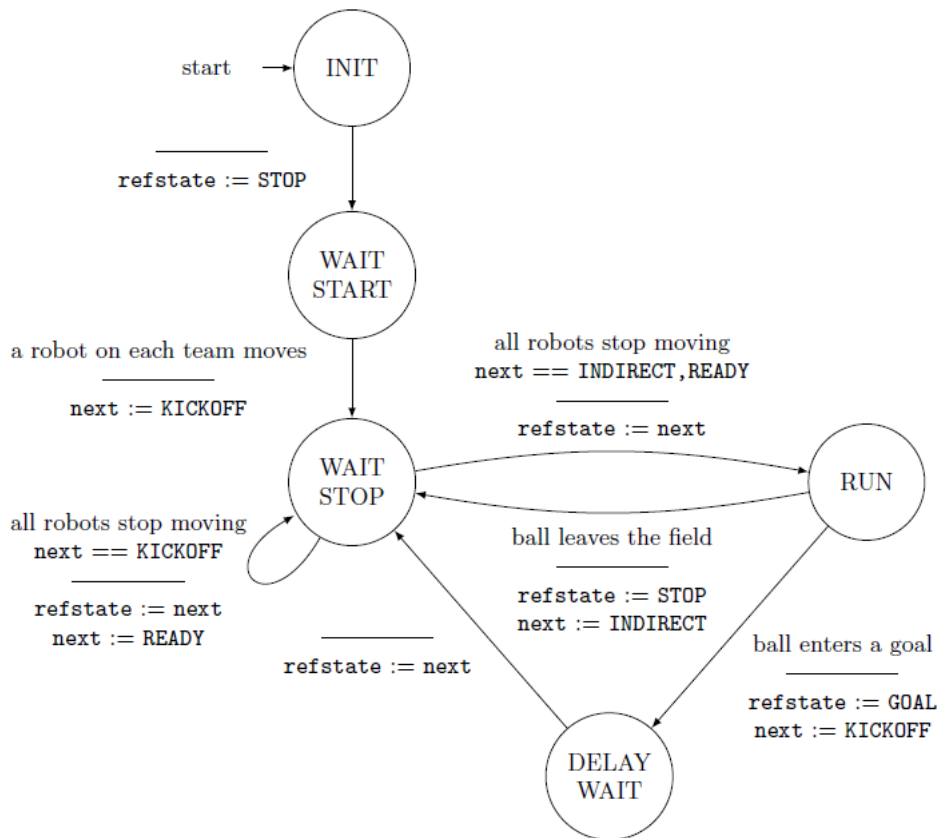 start
INIT
refstate := STOP
WAIT
START
a robot on each team moves
next := KICKOFF
all robots stop moving
next == INDIRECT,READY
refstate := next
WAIT
STOP
RUN
all robots stop moving
next == KICKOFF
refstate := next
next := READY
ball leaves the field
refstate := STOP
next := INDIRECT
refstate := next
ball enters a goal
refstate := GOAL
next := KICKOFF
DELAY
WAIT